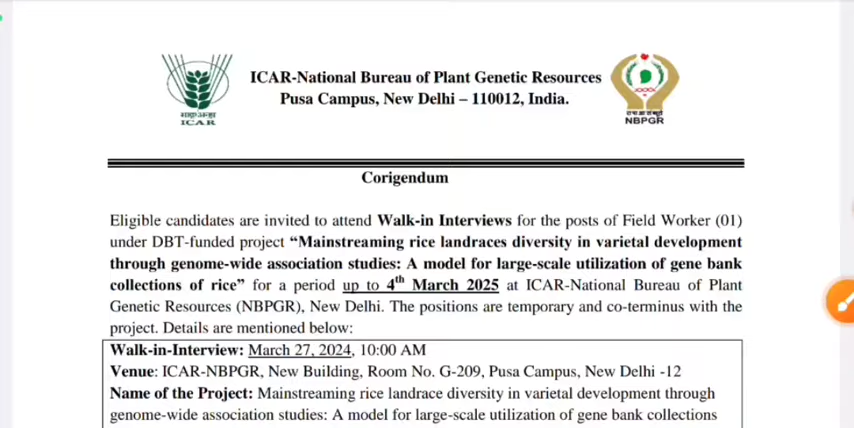 ICAR-National Bureau of Plant Genetic Resources
Pusa Campus, New Delhi – 110012, India.
ICAR
NBPGR
Corigendum
Eligible candidates are invited to attend Walk-in Interviews for the posts of Field Worker (01)
under DBT-funded project “Mainstreaming rice landraces diversity in varietal development
through genome-wide association studies: A model for large-scale utilization of gene bank
collections of rice” for a period up to 4th March 2025 at ICAR-National Bureau of Plant
Genetic Resources (NBPGR), New Delhi. The positions are temporary and co-terminus with the
project. Details are mentioned below:
Walk-in-Interview: March 27, 2024, 10:00 AM
Venue: ICAR-NBPGR, New Building, Room No. G-209, Pusa Campus, New Delhi -12
Name of the Project: Mainstreaming rice landrace diversity in varietal development through
genome-wide association studies: A model for large-scale utilization of gene bank collections